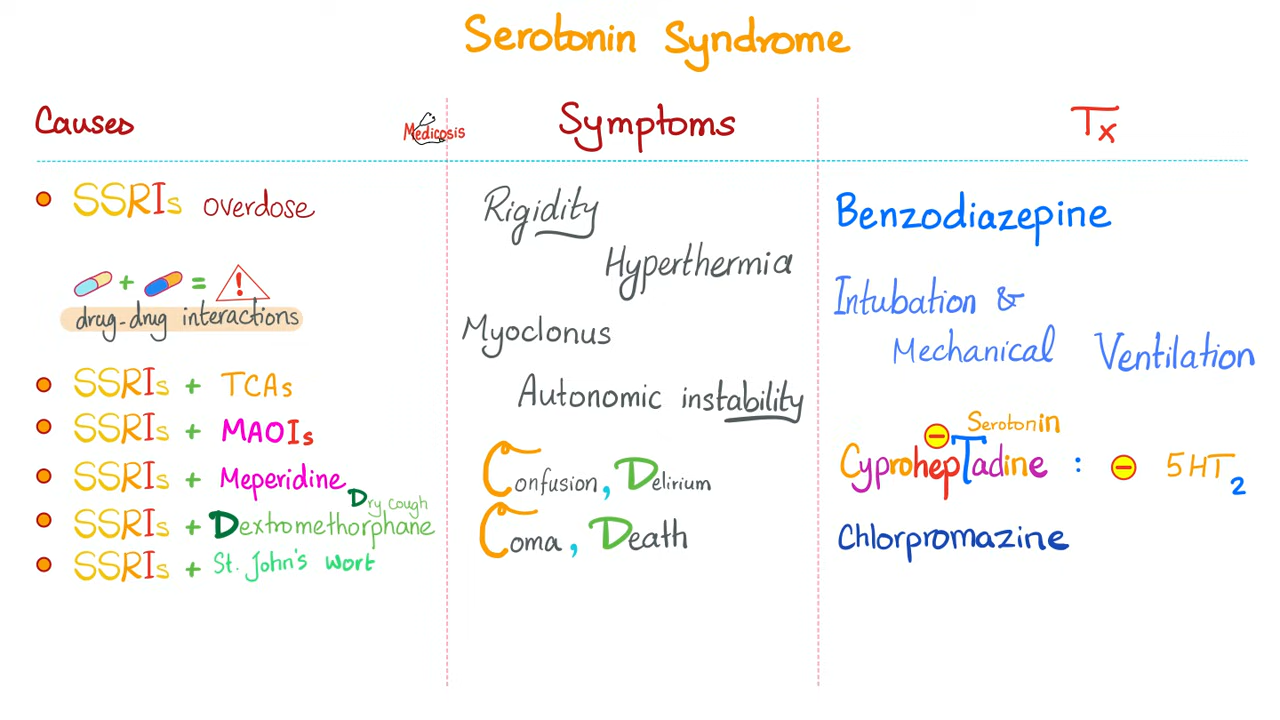 Serotonin Syndrome
Causes
Medicosis
Symptoms
Tx
SSRIs overdose
+ = !
drug-drug interactions
SSRIs + TCAs
SSRIs + MAOIs
SSRIs + Meperidine
Dry Cough
SSRIs + Dextromethorphane
SSRIs + St. John's wort
Rigidity
Hyperthermia
Myoclonus
Autonomic instability
Confusion, Delirium
Coma, Death
Benzodiazepine
Intubation &
Mechanical Ventilation
Serotonin
CyprohepTadine : 5HT2
Chlorpromazine